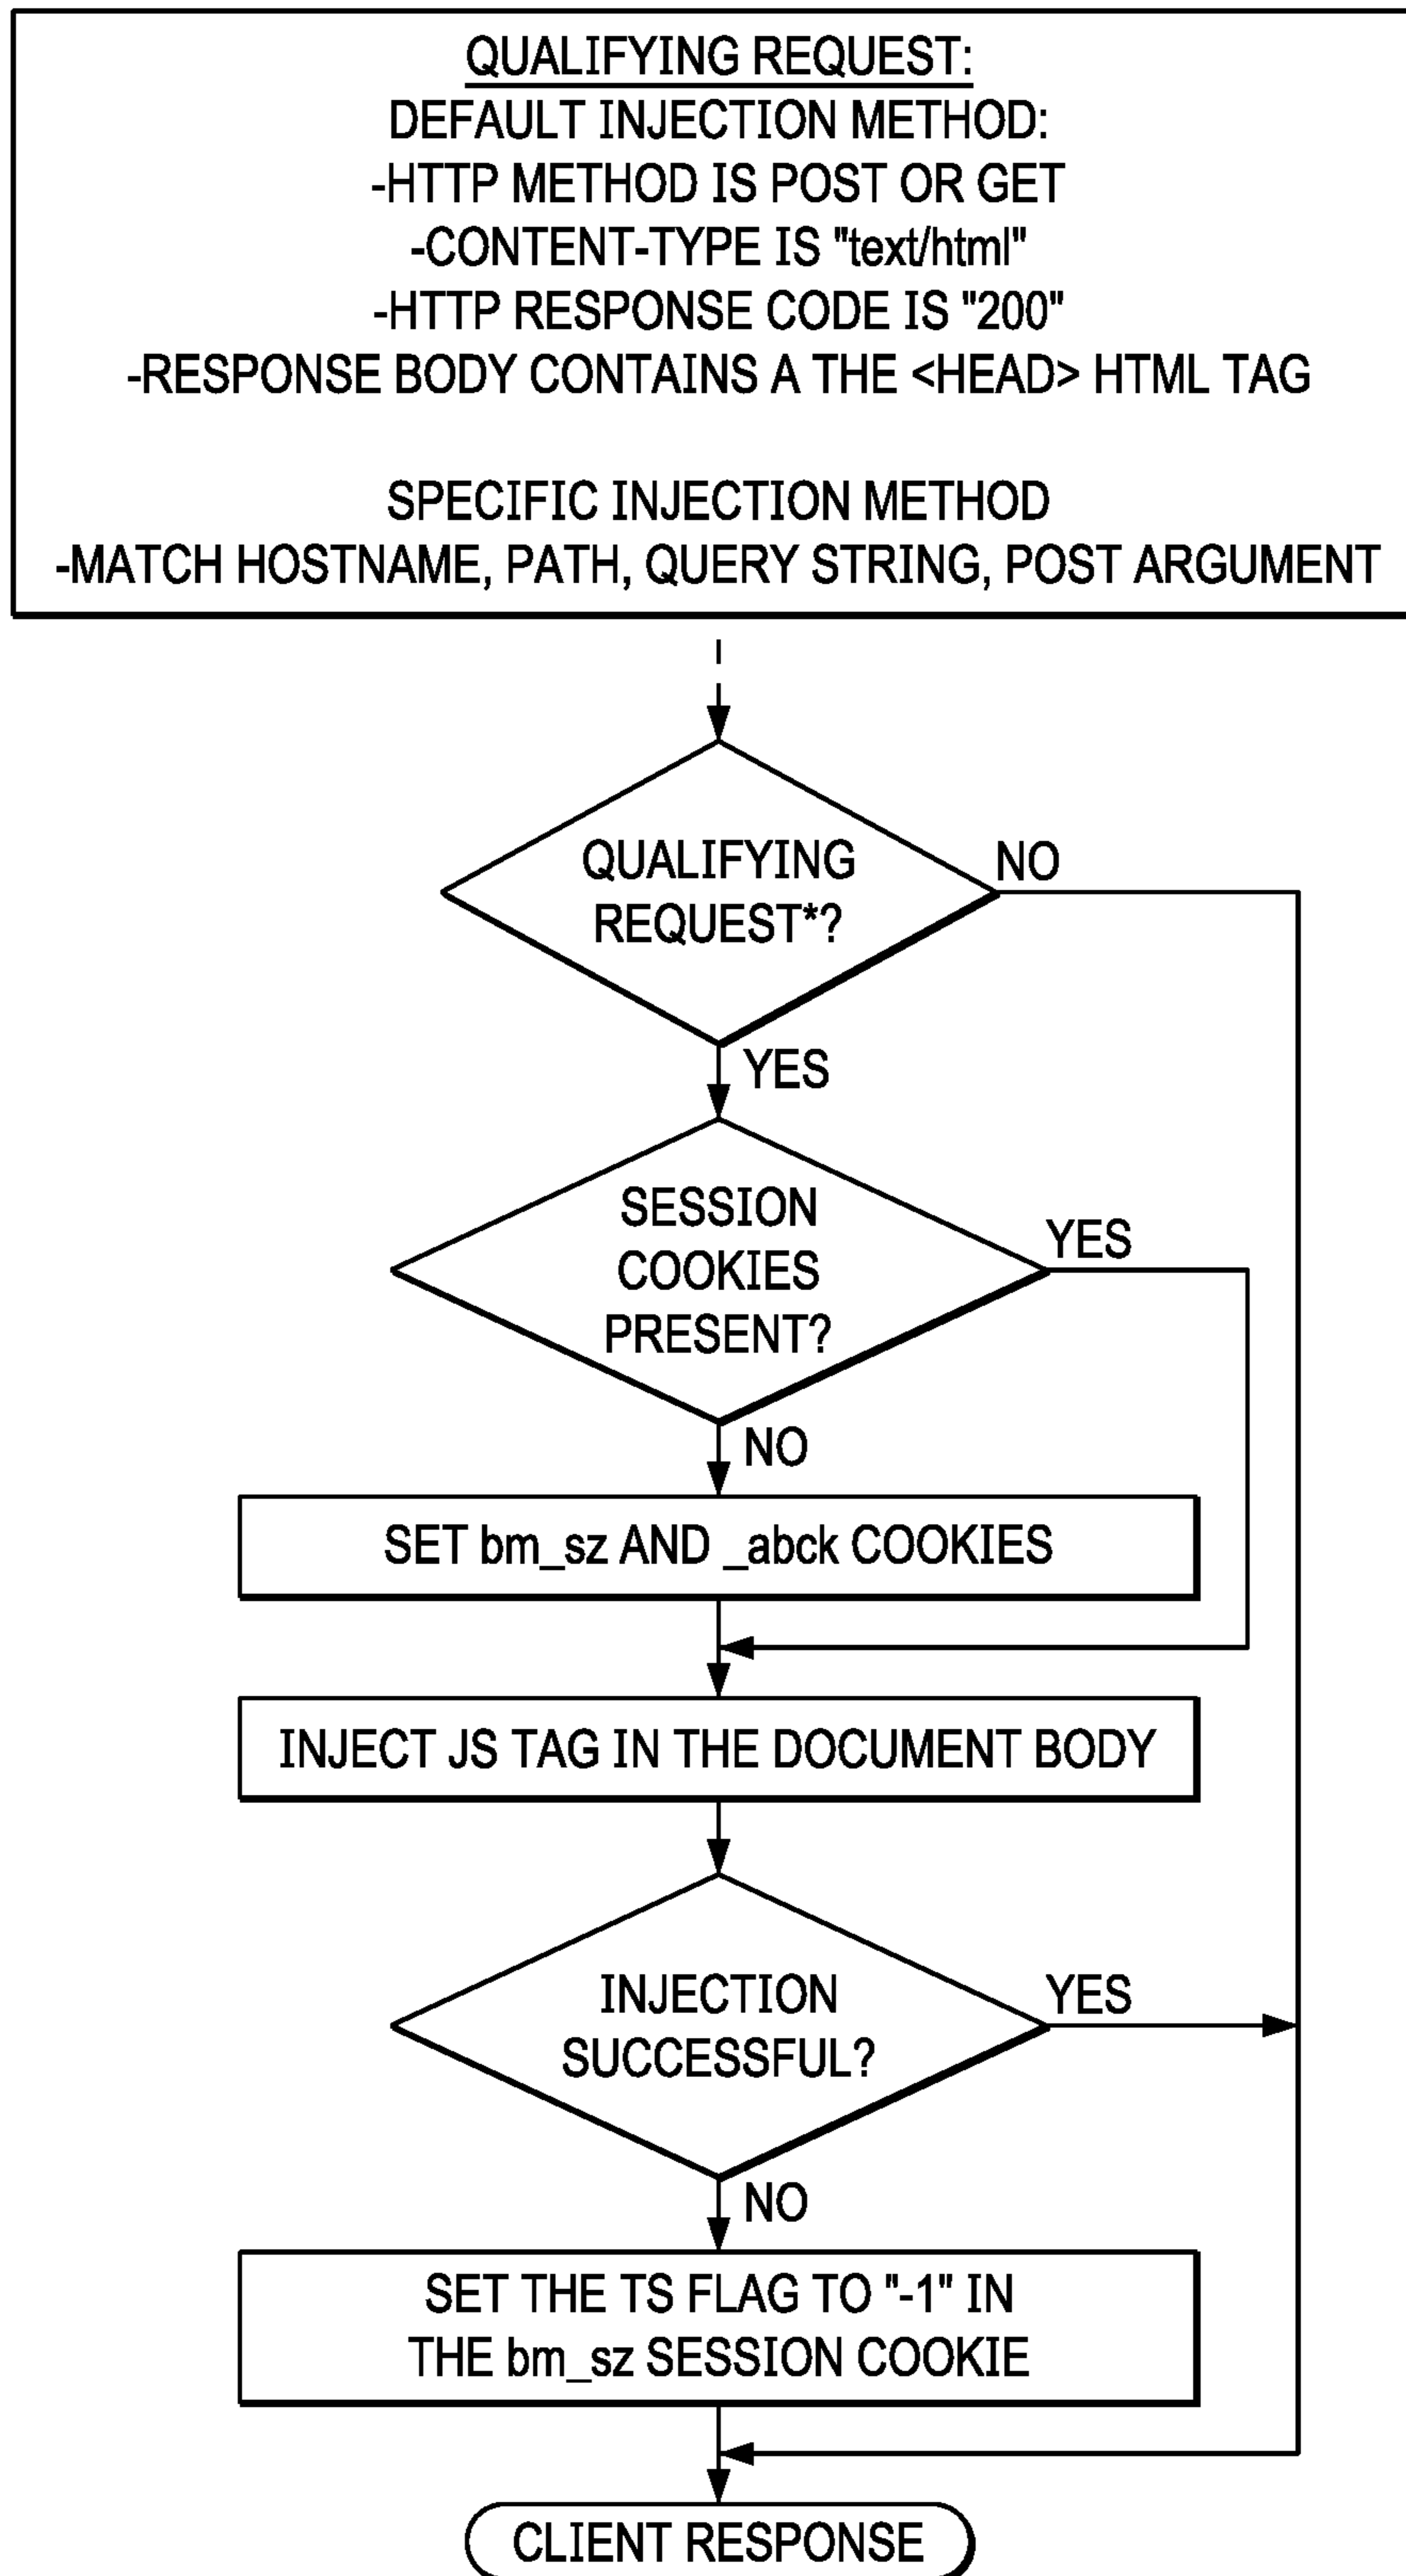 QUALIFYING REQUEST:
DEFAULT INJECTION METHOD:
-HTTP METHOD IS POST OR GET
-CONTENT-TYPE IS "text/html"
-HTTP RESPONSE CODE IS "200"
-RESPONSE BODY CONTAINS A THE <HEAD> HTML TAG
SPECIFIC INJECTION METHOD
-MATCH HOSTNAME, PATH, QUERY STRING, POST ARGUMENT
QUALIFYING
REQUEST*?
NO
YES
SESSION
COOKIES
PRESENT?
YES
NO
SET bm_sz AND _abck COOKIES
INJECT JS TAG IN THE DOCUMENT BODY
INJECTION
SUCCESSFUL?
YES
NO
SET THE TS FLAG TO "-1" IN
THE bm_sz SESSION COOKIE
CLIENT RESPONSE